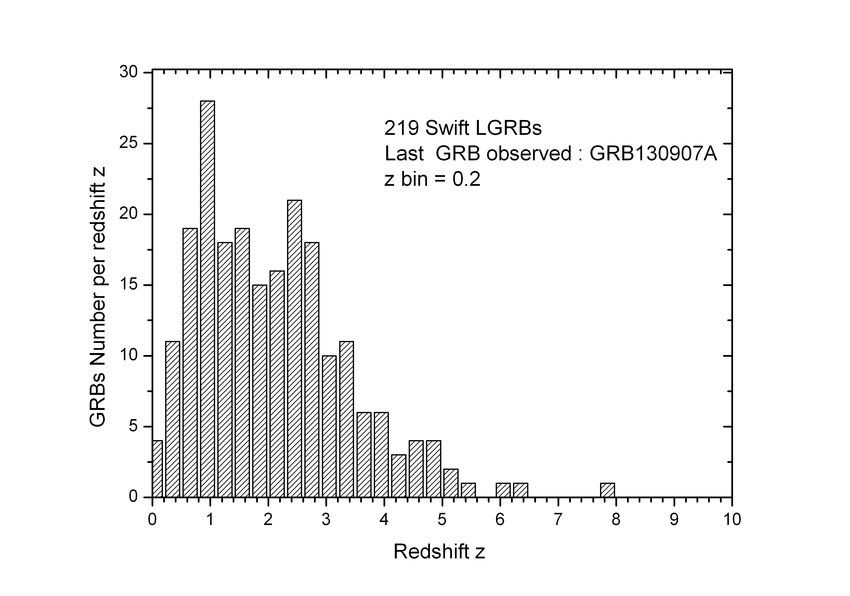 30
25
20
15
10
5
0
GRBs Number per redshift z
219 Swift LGRBs
Last GRB observed : GRB130907A
z bin = 0.2
0 1 2 3 4 5 6 7 8 9 10
Redshift z